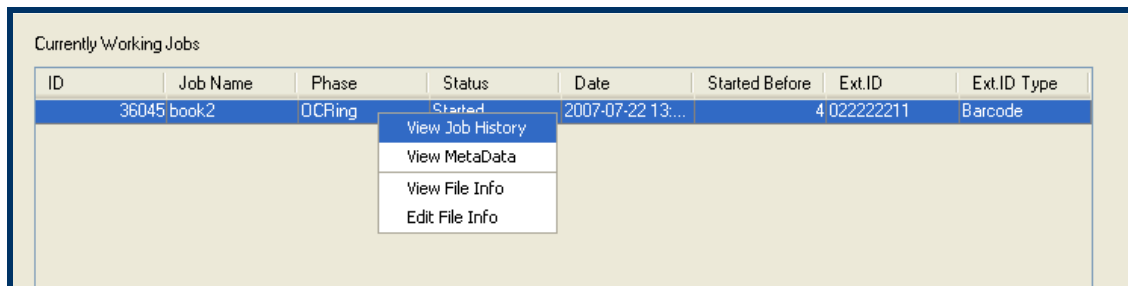 Currently Working Jobs
ID Job Name Phase Status Date Started Before Ext.ID Ext.ID Type
36045 book2 OCRing Started 2007-07-22 13:... 4 022222211 Barcode
View Job History
View MetaData
View File Info
Edit File Info